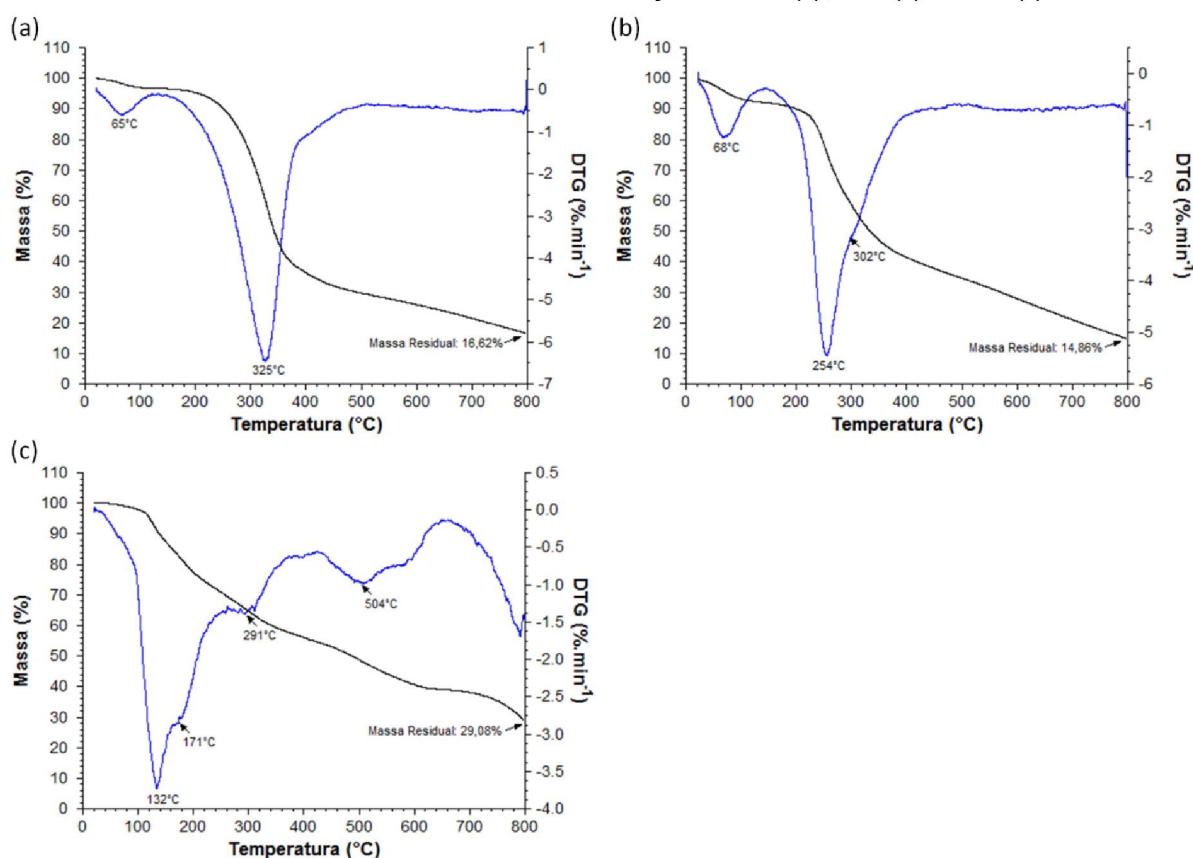 (a)
110
100
90
80
70
60
50
40
30
20
10
0
Massa (%)
1
0
-1
-2
-3
-4
-5
-6
-7
DTG (%.min⁻¹)
65°C
325°C
Massa Residual: 16,62%
0 100 200 300 400 500 600 700 800
Temperatura (°C)
(b)
110
100
90
80
70
60
50
40
30
20
10
0
Massa (%)
0
-1
-2
-3
-4
-5
-6
DTG (%.min⁻¹)
68°C
302°C
254°C
Massa Residual: 14,86%
0 100 200 300 400 500 600 700 800
Temperatura (°C)
(c)
110
100
90
80
70
60
50
40
30
20
10
0
Massa (%)
0.5
0.0
-0.5
-1.0
-1.5
-2.0
-2.5
-3.0
-3.5
-4.0
DTG (%.min⁻¹)
504°C
291°C
171°C
132°C
Massa Residual: 29,08%
0 100 200 300 400 500 600 700 800
Temperatura (°C)